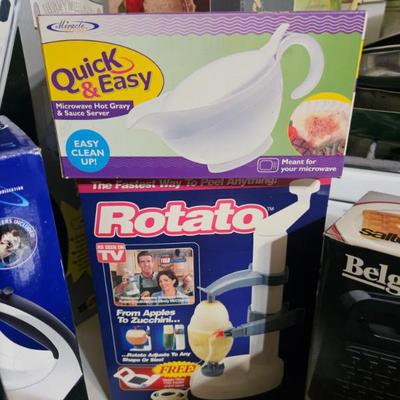 Miracle
Quick
& Easy
Microwave Hot Gravy
& Sauce Server
EASY
CLEAN
UP!
Meant for
your microwave
The Fastest Way To Peel Anything!
Rotato™
AS SEEN ON
TV
From Apples
To Zucchini...
...Rotato Adjusts To Any
Shape Or Size!
FREE
salt
Belg